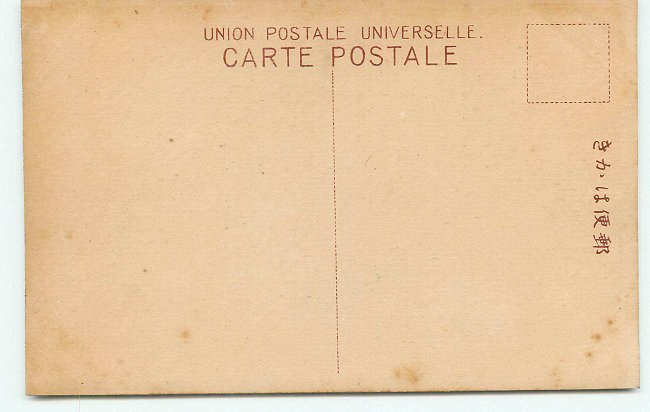 UNION POSTALE UNIVERSELLE.
CARTE POSTALE
きかは便郵